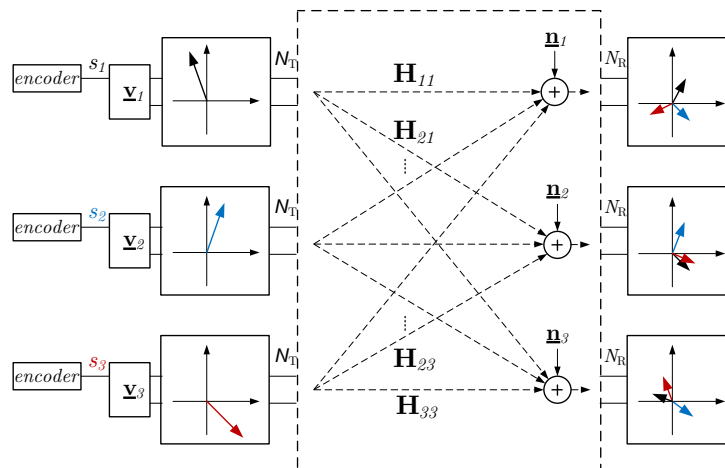 s1 NT n1 NR
encoder v1 H11 +
H21
s2 NT n2 NR
encoder v2 +
s3 NT n3 NR
encoder v3 H23 +
H33